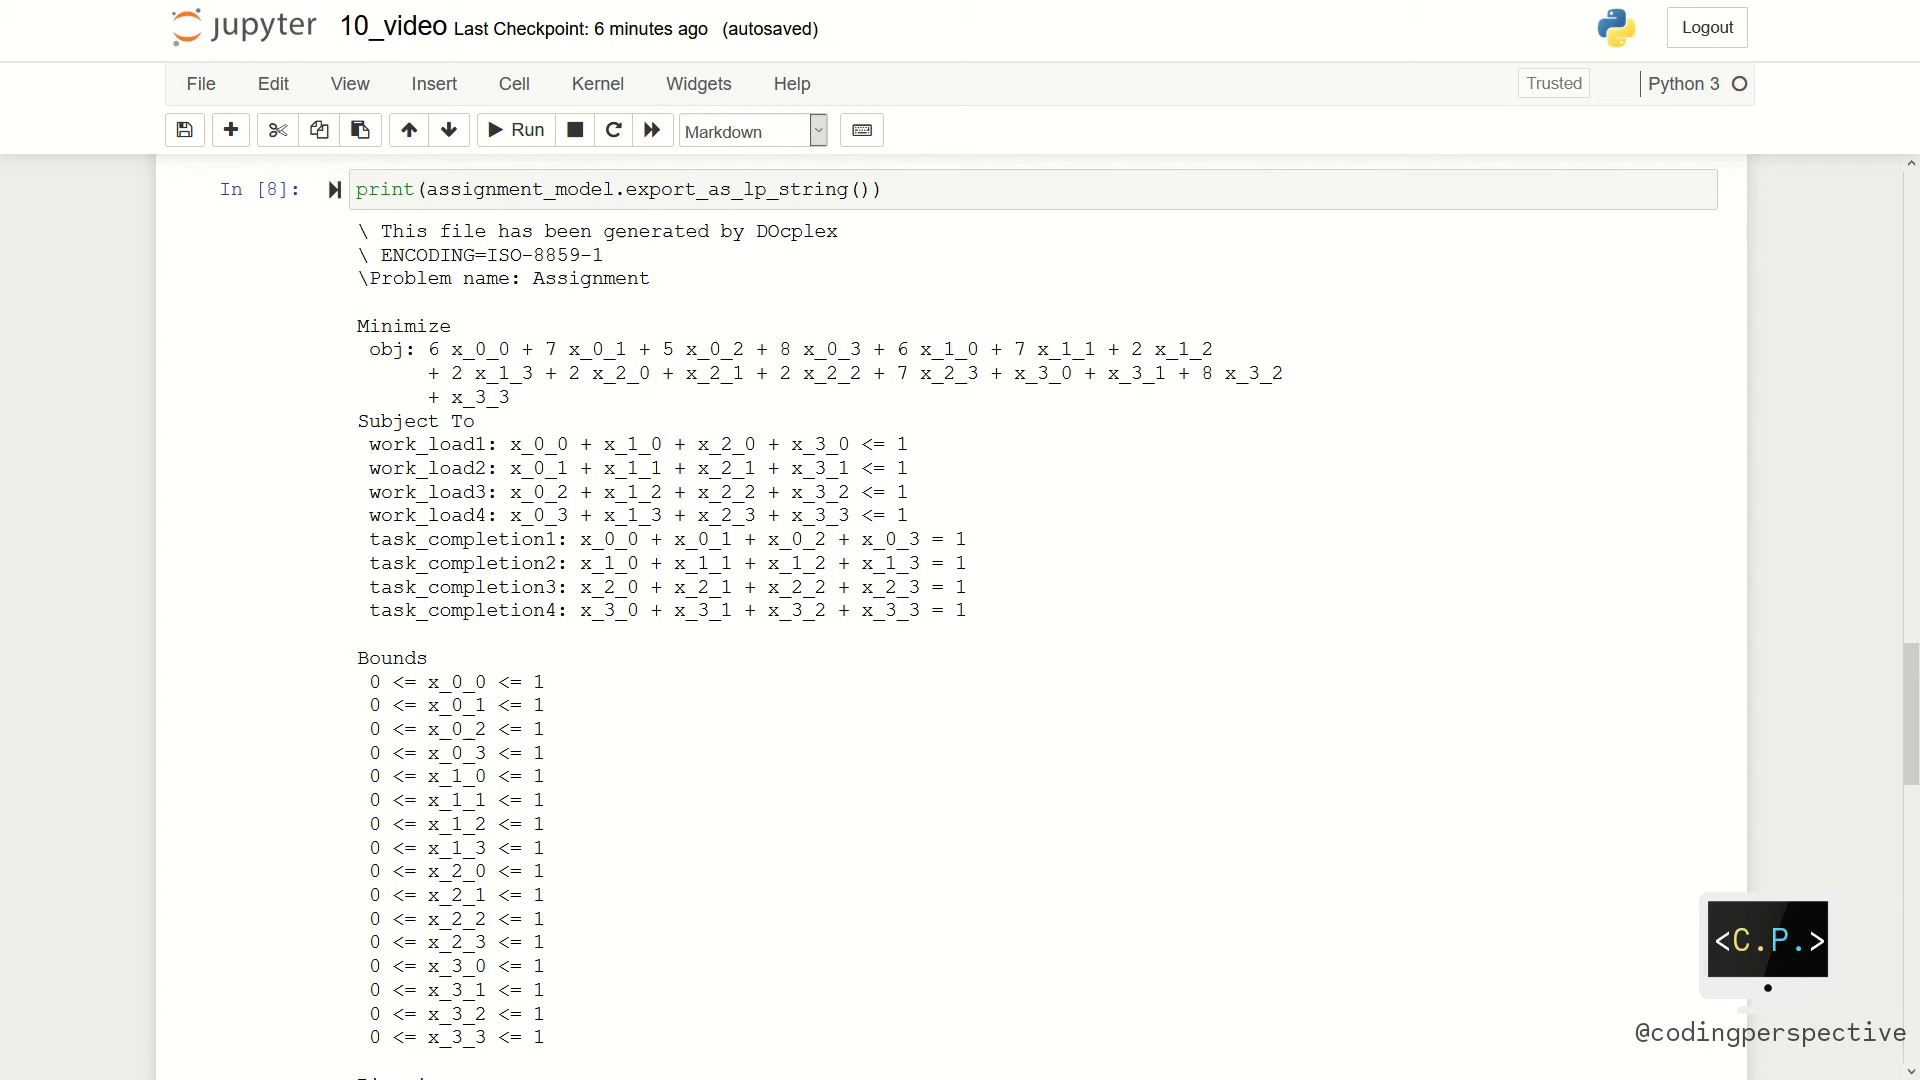 jupyter 10_video Last Checkpoint: 6 minutes ago (autosaved)
Logout
File Edit View Insert Cell Kernel Widgets Help
Trusted
Python 3
Run
Markdown
In [8]: print(assignment_model.export_as_lp_string())
\ This file has been generated by DOcplex
\ ENCODING=ISO-8859-1
\Problem name: Assignment
Minimize
obj: 6 x_0_0 + 7 x_0_1 + 5 x_0_2 + 8 x_0_3 + 6 x_1_0 + 7 x_1_1 + 2 x_1_2
+ 2 x_1_3 + 2 x_2_0 + x_2_1 + 2 x_2_2 + 7 x_2_3 + x_3_0 + x_3_1 + 8 x_3_2
+ x_3_3
Subject To
work_load1: x_0_0 + x_1_0 + x_2_0 + x_3_0 <= 1
work_load2: x_0_1 + x_1_1 + x_2_1 + x_3_1 <= 1
work_load3: x_0_2 + x_1_2 + x_2_2 + x_3_2 <= 1
work_load4: x_0_3 + x_1_3 + x_2_3 + x_3_3 <= 1
task_completion1: x_0_0 + x_0_1 + x_0_2 + x_0_3 = 1
task_completion2: x_1_0 + x_1_1 + x_1_2 + x_1_3 = 1
task_completion3: x_2_0 + x_2_1 + x_2_2 + x_2_3 = 1
task_completion4: x_3_0 + x_3_1 + x_3_2 + x_3_3 = 1
Bounds
0 <= x_0_0 <= 1
0 <= x_0_1 <= 1
0 <= x_0_2 <= 1
0 <= x_0_3 <= 1
0 <= x_1_0 <= 1
0 <= x_1_1 <= 1
0 <= x_1_2 <= 1
0 <= x_1_3 <= 1
0 <= x_2_0 <= 1
0 <= x_2_1 <= 1
0 <= x_2_2 <= 1
0 <= x_2_3 <= 1
0 <= x_3_0 <= 1
0 <= x_3_1 <= 1
0 <= x_3_2 <= 1
0 <= x_3_3 <= 1
<C.P.>
@codingperspective